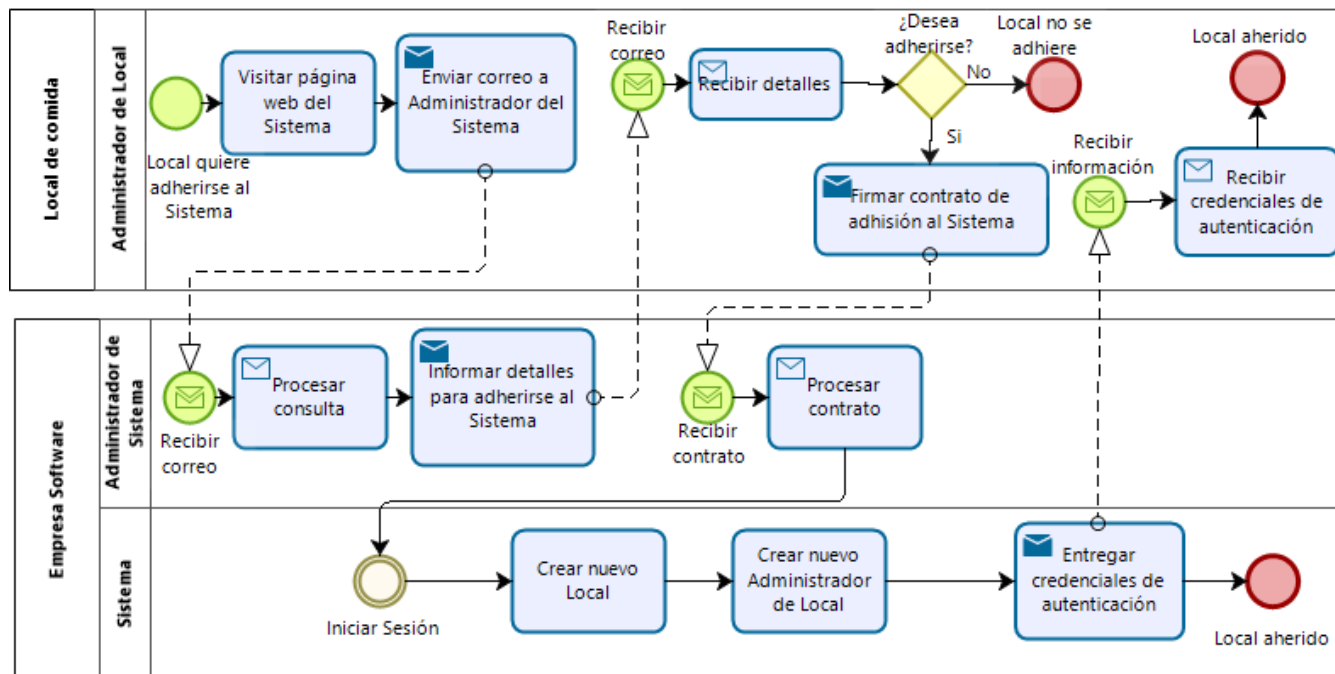 Local de comida
Administrador de Local
Local quiere
adherirse al
Sistema
Visitar página
web del
Sistema
Enviar correo a
Administrador del
Sistema
Recibir
correo
Recibir detalles
¿Desea
adherirse?
No
Si
Local no se
adhiere
Firmar contrato de
adhisión al Sistema
Recibir
información
Recibir
credenciales de
autenticación
Local aherido
Empresa Software
Administrador de
Sistema
Recibir
correo
Procesar
consulta
Informar detalles
para adherirse al
Sistema
Recibir
contrato
Procesar
contrato
Sistema
Iniciar Sesión
Crear nuevo
Local
Crear nuevo
Administrador
de Local
Entregar
credenciales de
autenticación
Local aherido